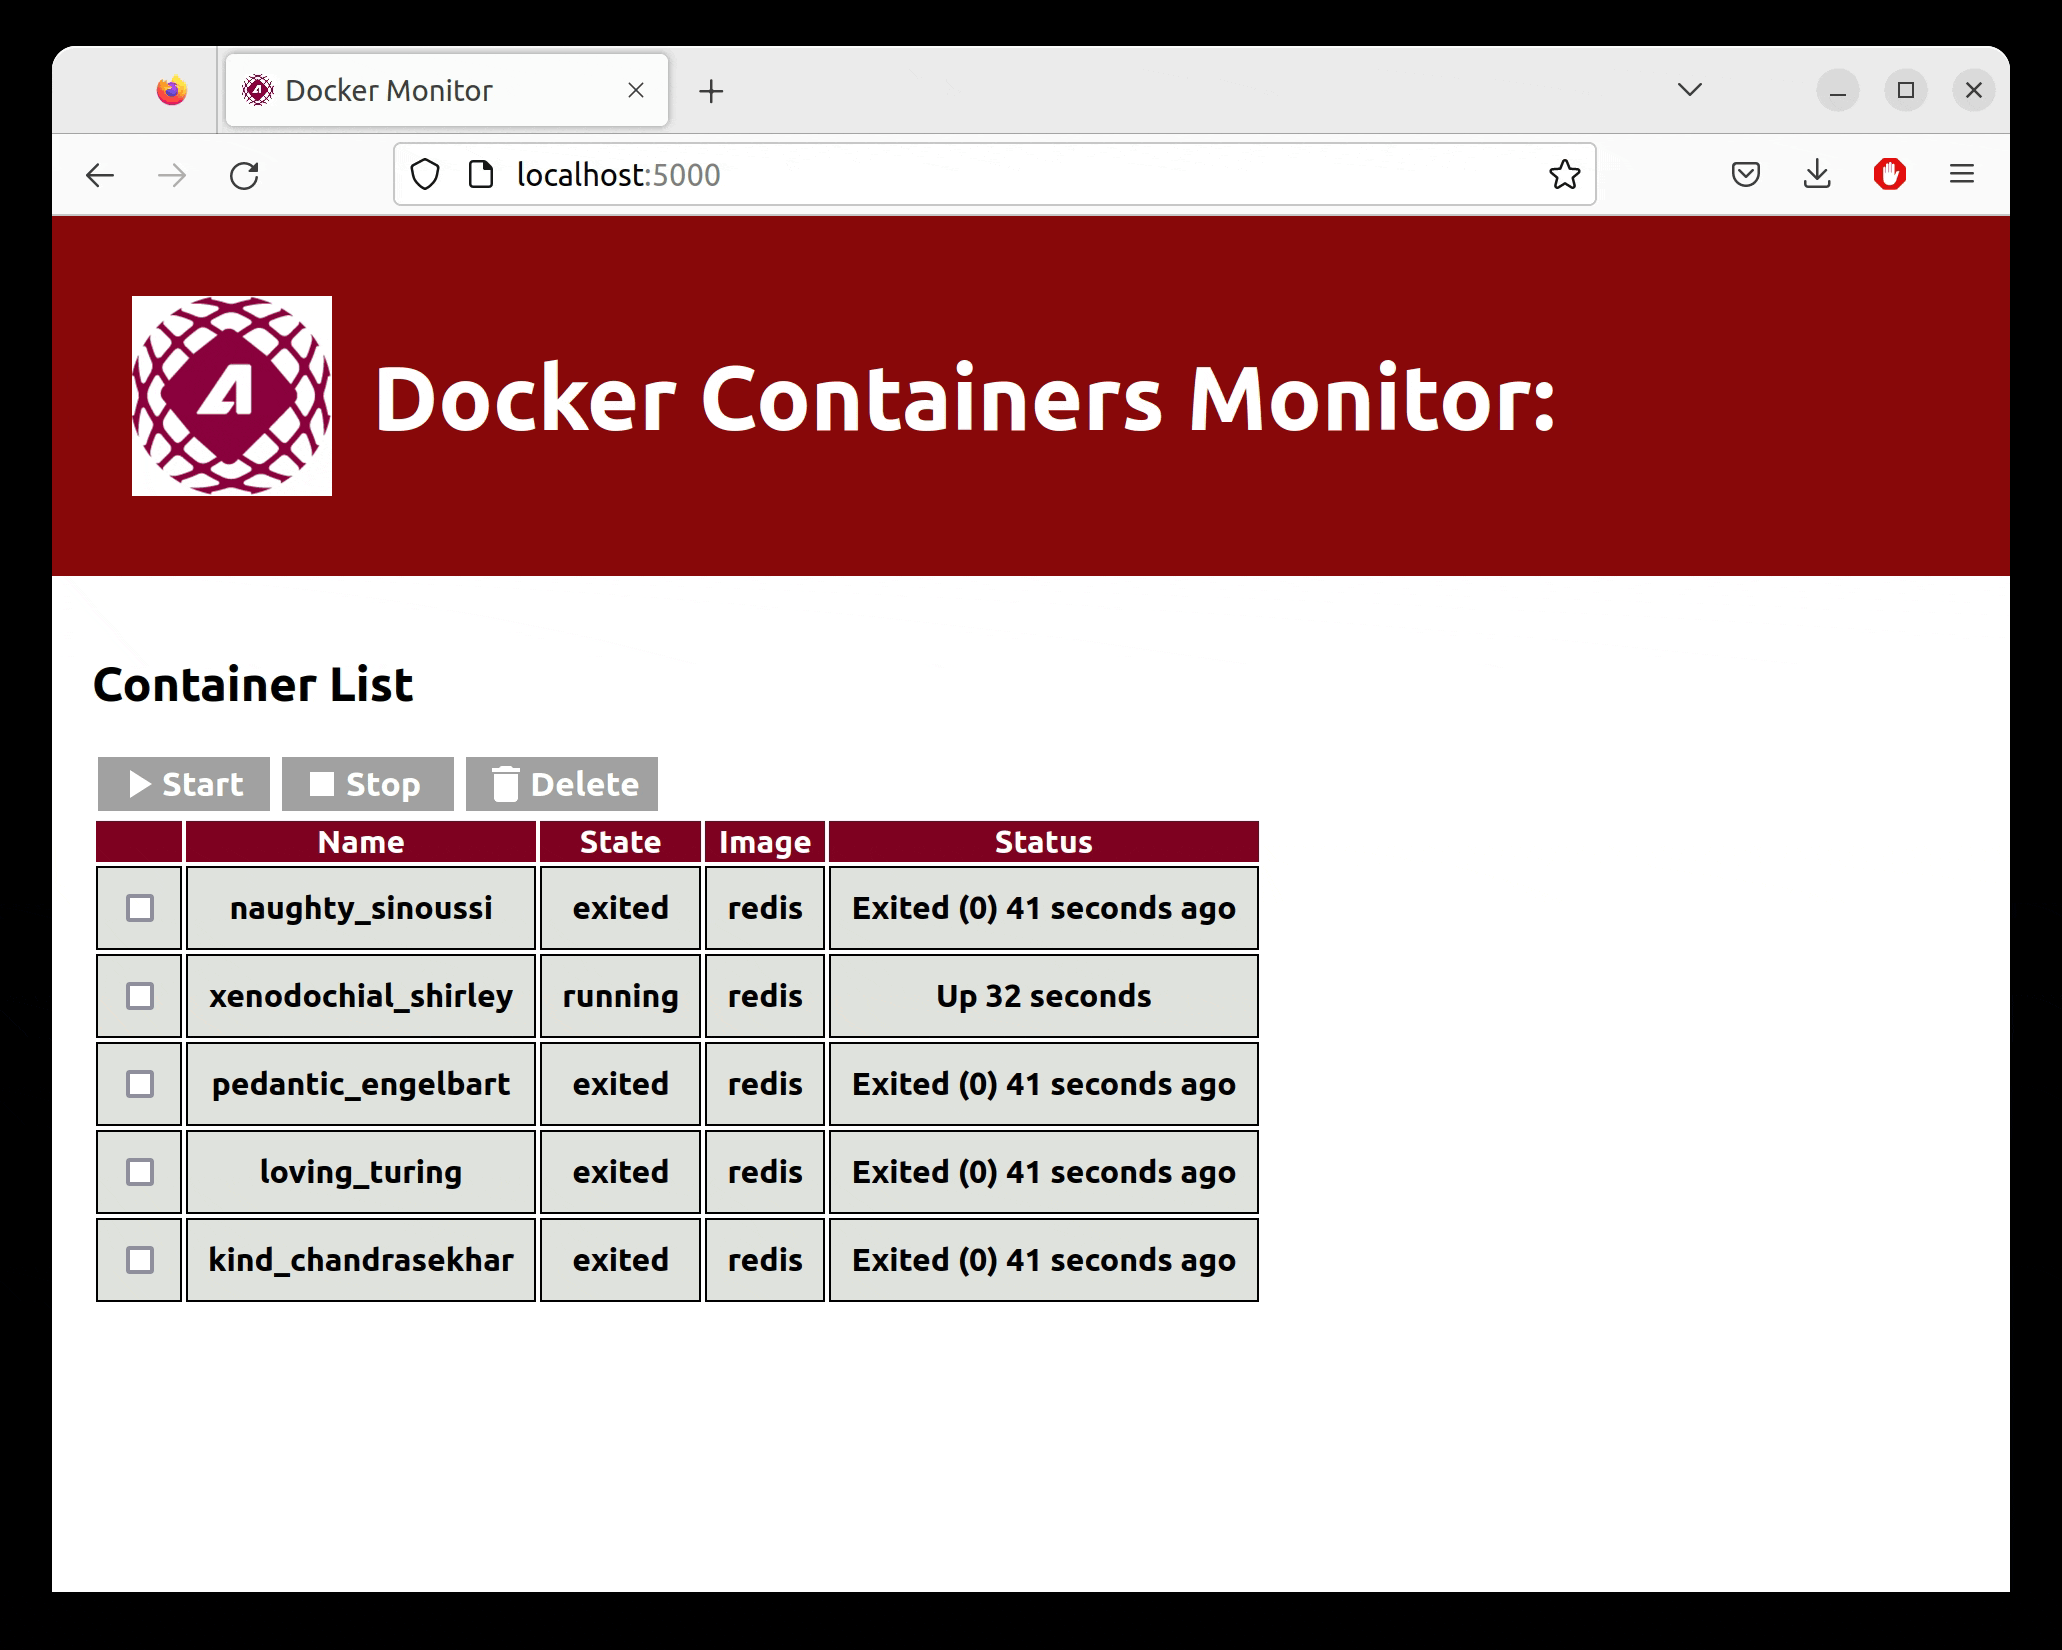 Docker Monitor
localhost:5000
A
Docker Containers Monitor:
Container List
Start Stop Delete
Name State Image Status
naughty_sinoussi exited redis Exited (0) 41 seconds ago
xenodochial_shirley running redis Up 32 seconds
pedantic_engelbart exited redis Exited (0) 41 seconds ago
loving_turing exited redis Exited (0) 41 seconds ago
kind_chandrasekhar exited redis Exited (0) 41 seconds ago